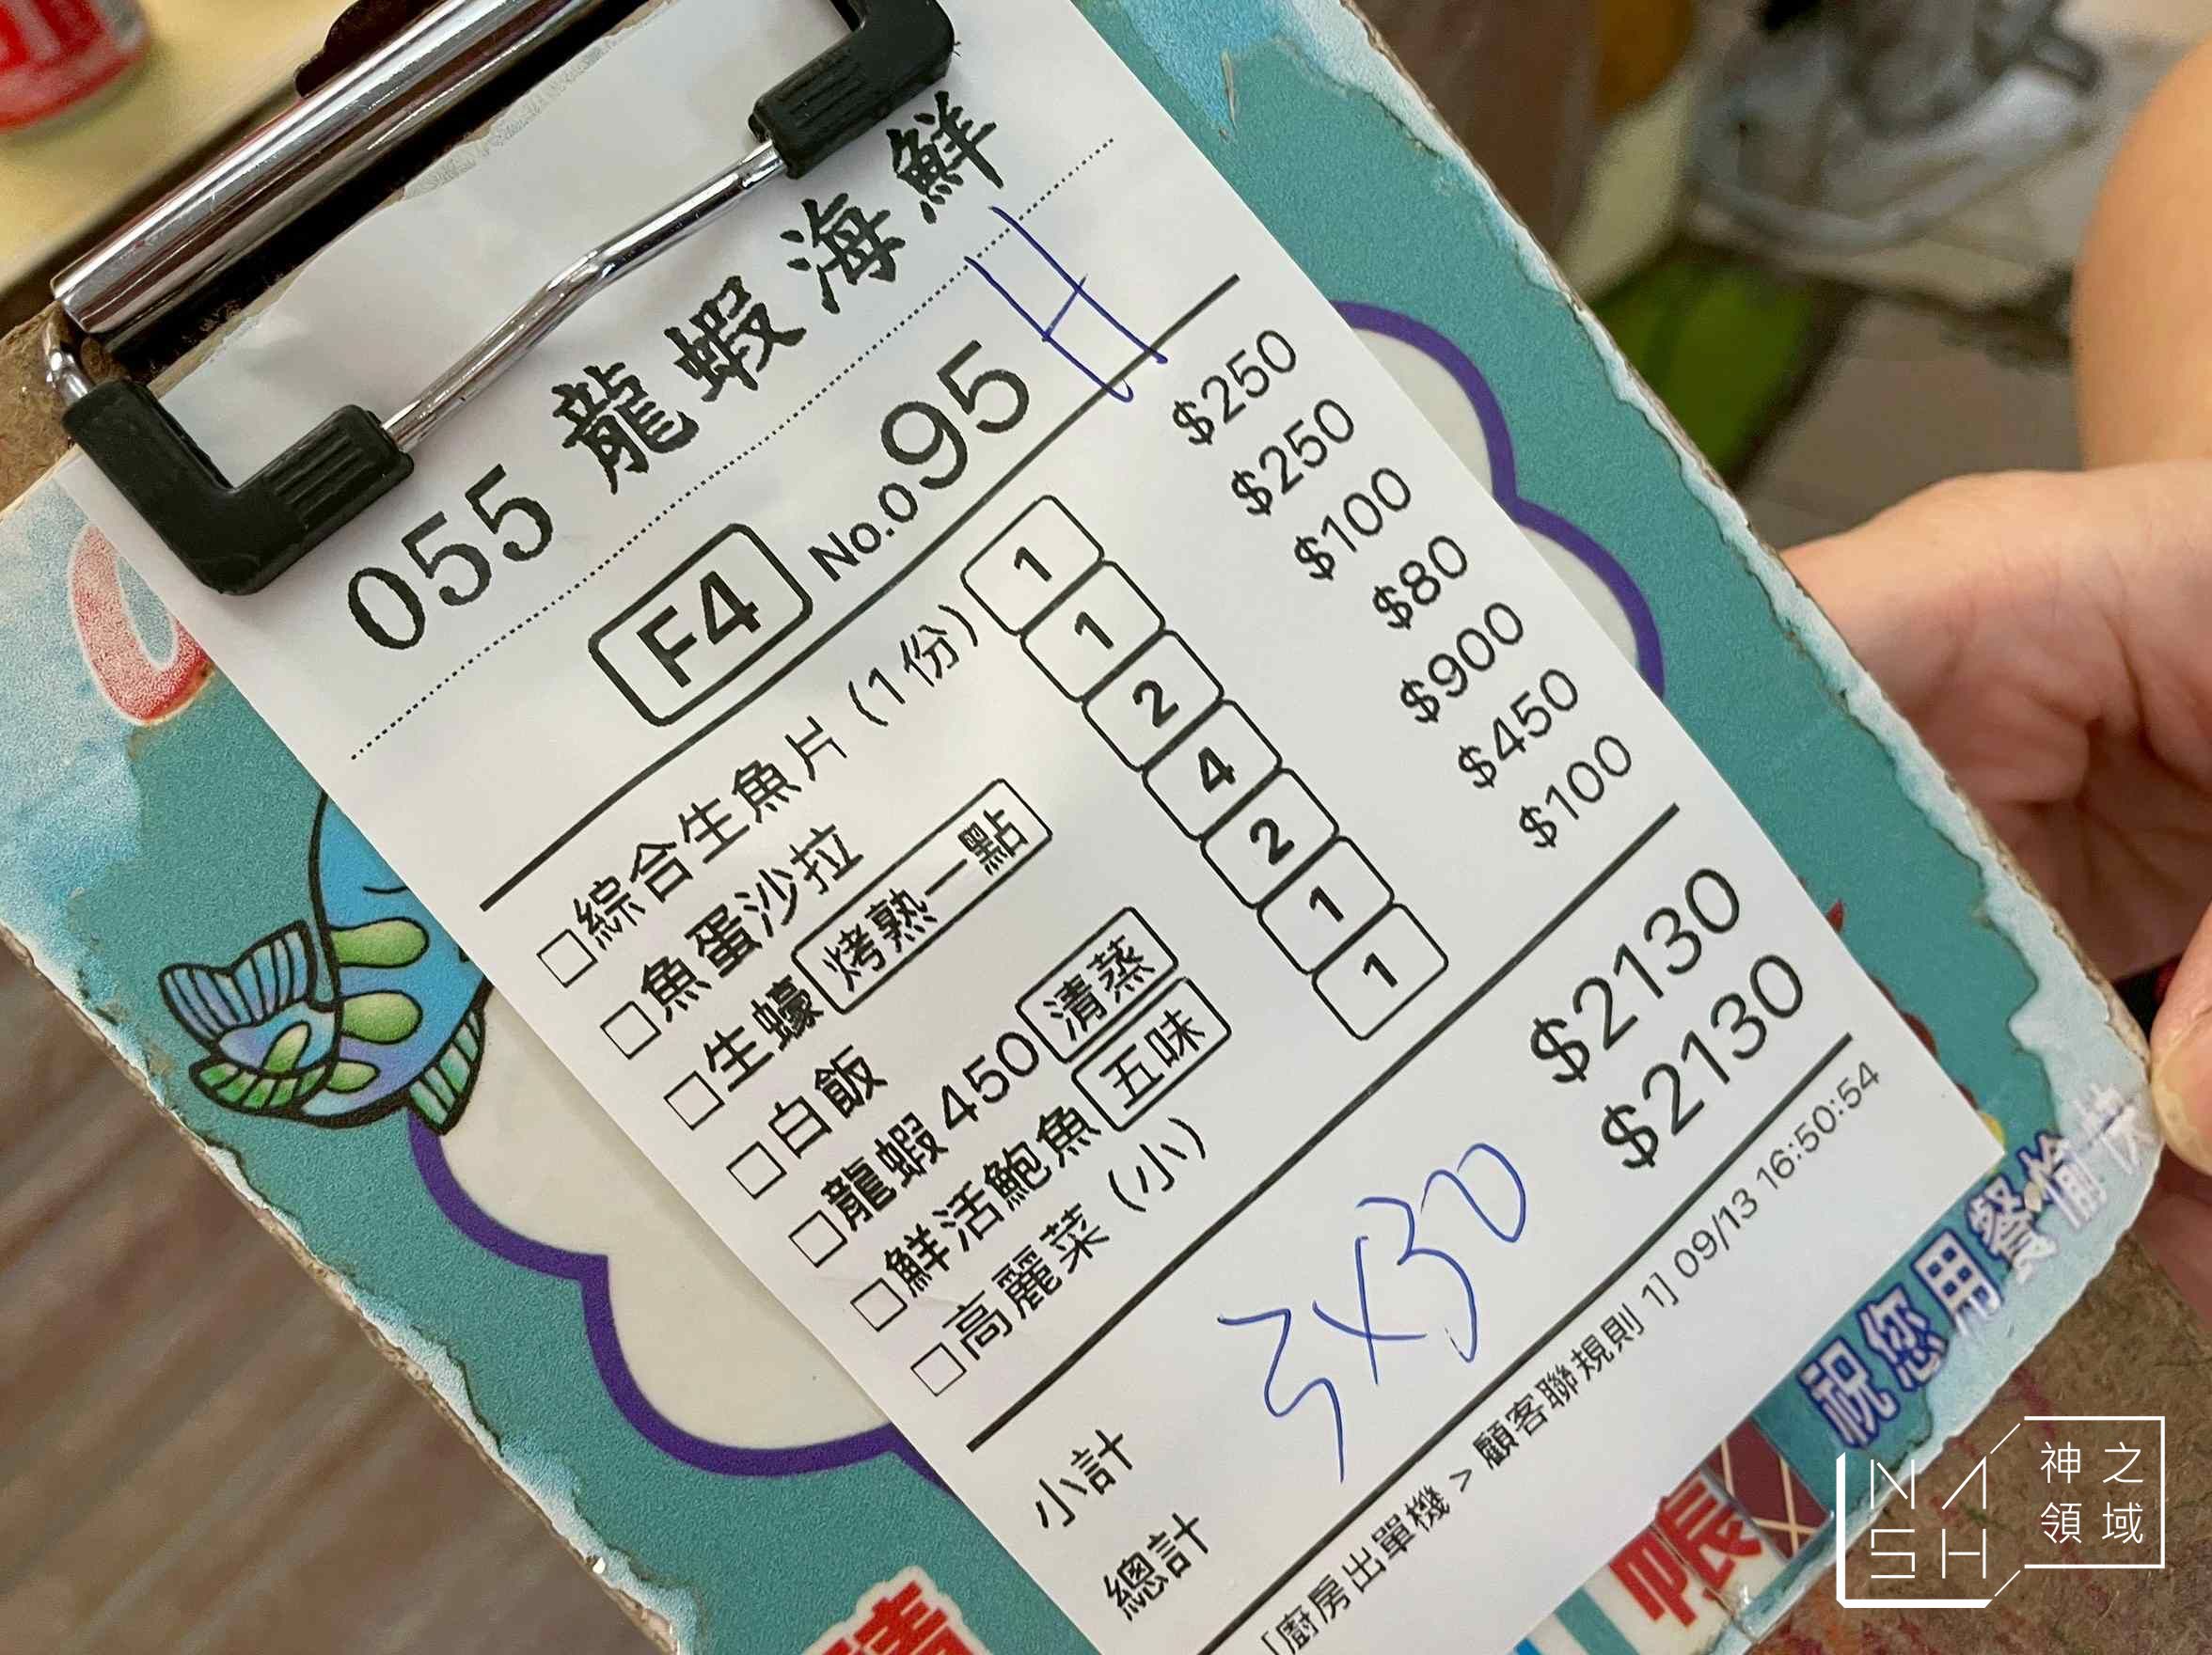 055 龍蝦海鮮
F4 No.095
H
□綜合生魚片 (1份) 1 $250
□魚蛋沙拉 1 $250
□生蠔 烤熟一點 2 $100
□白飯 4 $80
□龍蝦450 清蒸 2 $900
□鮮活鮑魚 五味 1 $450
□高麗菜 (小) 1 $100
小計 $2130
總計 $2130
[廚房出單機 > 顧客聯規則 1] 09/13 16:50:54
祝您用餐愉快
請
帳
NASH
神之領域